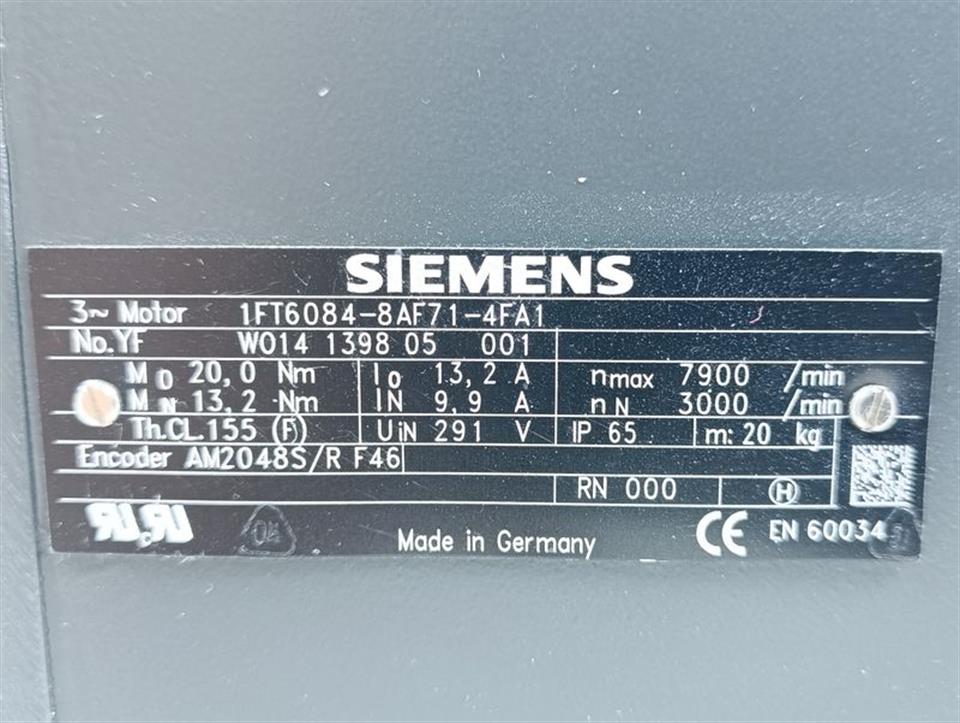 SIEMENS
3~ Motor 1FT6084-8AF71-4FA1
No.YF W014 1398 05 001
M0 20,0 Nm I0 13,2 A nmax 7900 /min
MN 13,2 Nm IN 9,9 A nN 3000 /min
Th.CL.155 (F) UiN 291 V IP 65 m: 20 kg
Encoder AM2048S/R F46
RN 000 (H)
Made in Germany CE EN 60034